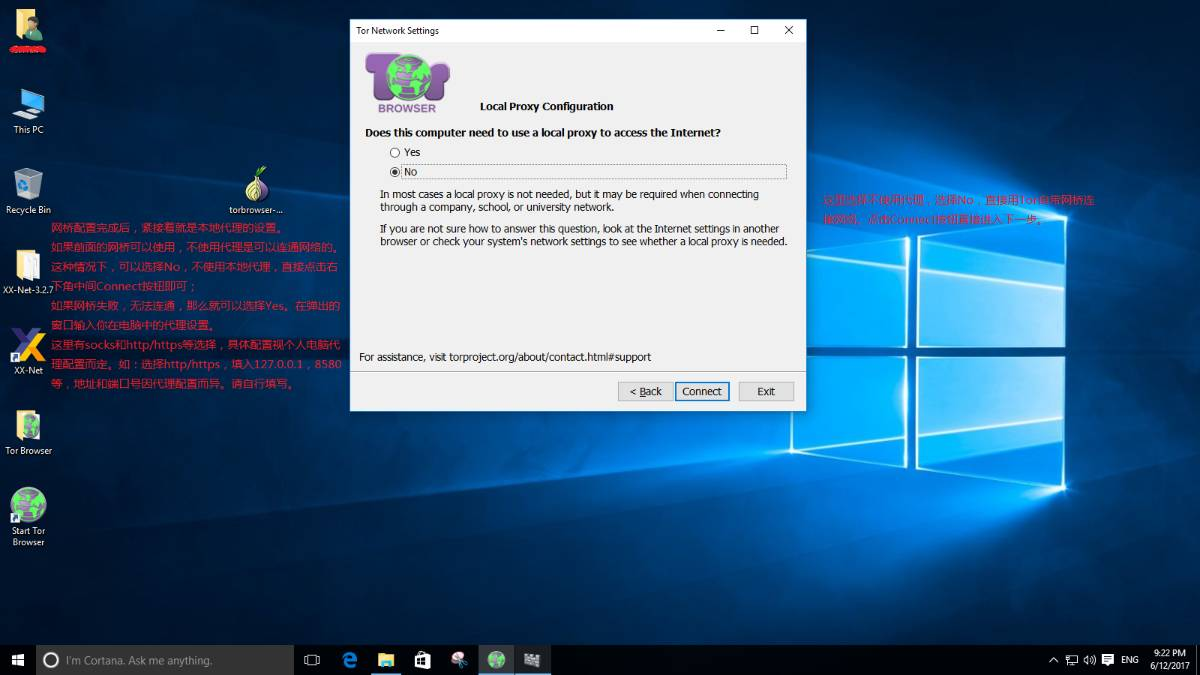 Tor Network Settings
Tor
BROWSER
Local Proxy Configuration
Does this computer need to use a local proxy to access the Internet?
Yes
No
In most cases a local proxy is not needed, but it may be required when connecting
through a company, school, or university network.
If you are not sure how to answer this question, look at the Internet settings in another
browser or check your system's network settings to see whether a local proxy is needed.
For assistance, visit torproject.org/about/contact.html#support
< Back
Connect
Exit
This PC
Recycle Bin
XX-Net-3.2.7
XX-Net
Tor Browser
Start Tor
Browser
torbrowser-...
网桥配置完成后，紧接着就是本地代理的设置。
如果前面的网桥可以使用，不使用代理是可以连通网络的。
这种情况下，可以选择No，不使用本地代理，直接点击右
下角中间Connect按钮即可；
如果网桥失败，无法连通，那么就可以选择Yes。在弹出的
窗口输入你在电脑中的代理设置。
这里有socks和http/https等选择，具体配置视个人电脑代
理配置而定。如：选择http/https，填入127.0.0.1，8580
等，地址和端口号因代理配置而异。请自行填写。
这里选择不使用代理，选择No，直接用Tor自带网桥连
接网络。点击Connect按钮直接进入下一步。
I'm Cortana. Ask me anything.
ENG
9:22 PM
6/12/2017